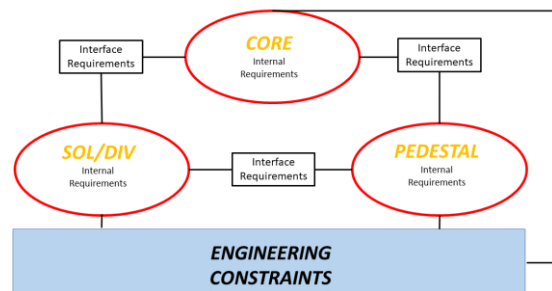 CORE
Internal
Requirements
Interface
Requirements
Interface
Requirements
SOL/DIV
Internal
Requirements
Interface
Requirements
PEDESTAL
Internal
Requirements
ENGINEERING
CONSTRAINTS